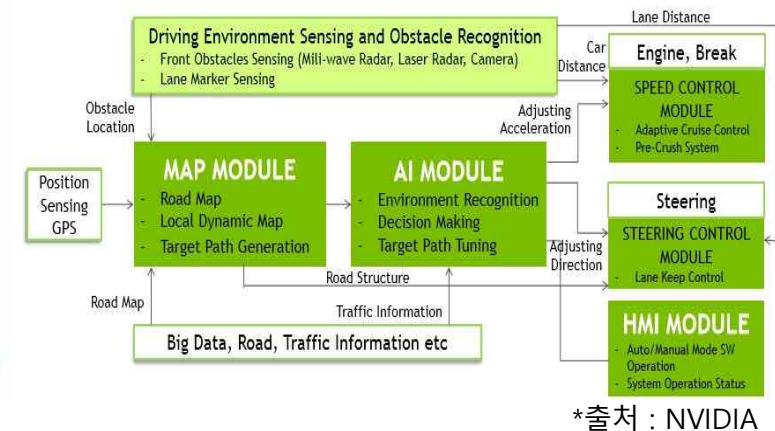 Lane Distance
Driving Environment Sensing and Obstacle Recognition
- Front Obstacles Sensing (Mili-wave Radar, Laser Radar, Camera)
- Lane Marker Sensing
Car
Distance
Engine, Break
SPEED CONTROL
MODULE
- Adaptive Cruise Control
- Pre-Crush System
Obstacle
Location
Adjusting
Acceleration
Position
Sensing
GPS
MAP MODULE
- Road Map
- Local Dynamic Map
- Target Path Generation
AI MODULE
- Environment Recognition
- Decision Making
- Target Path Tuning
Steering
STEERING CONTROL
MODULE
- Lane Keep Control
Adjusting
Direction
Road Structure
Road Map
Traffic Information
Big Data, Road, Traffic Information etc
HMI MODULE
- Auto/Manual Mode SW
Operation
- System Operation Status
*출처 : NVIDIA